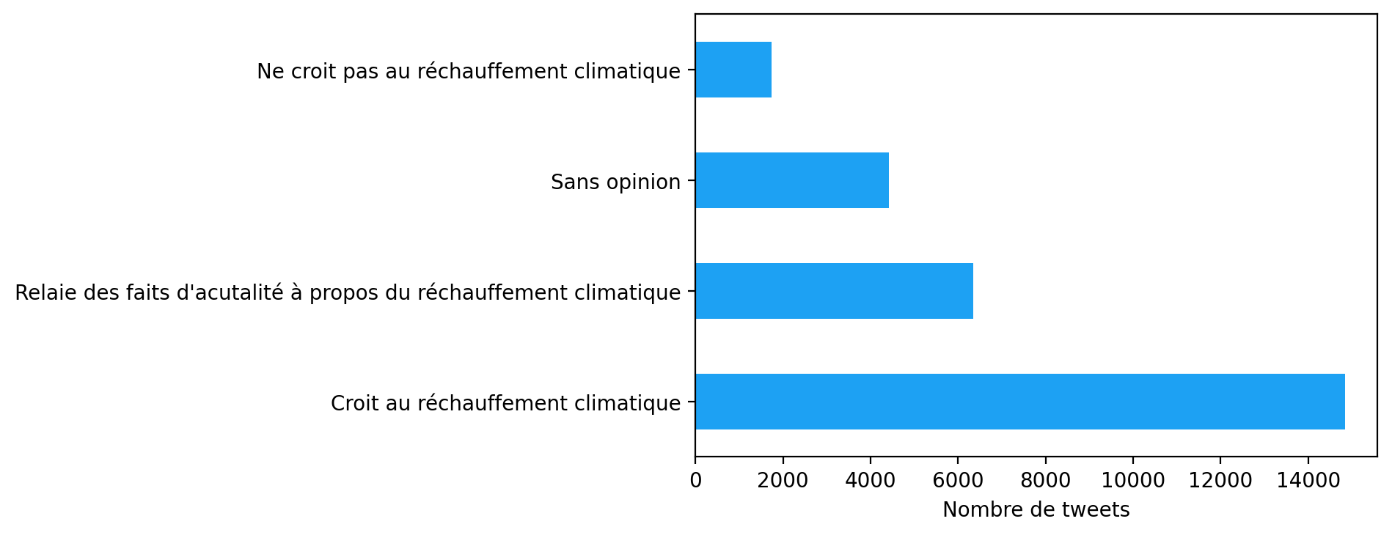 Ne croit pas au réchauffement climatique
Sans opinion
Relaie des faits d'acutalité à propos du réchauffement climatique
Croit au réchauffement climatique
0 2000 4000 6000 8000 10000 12000 14000
Nombre de tweets